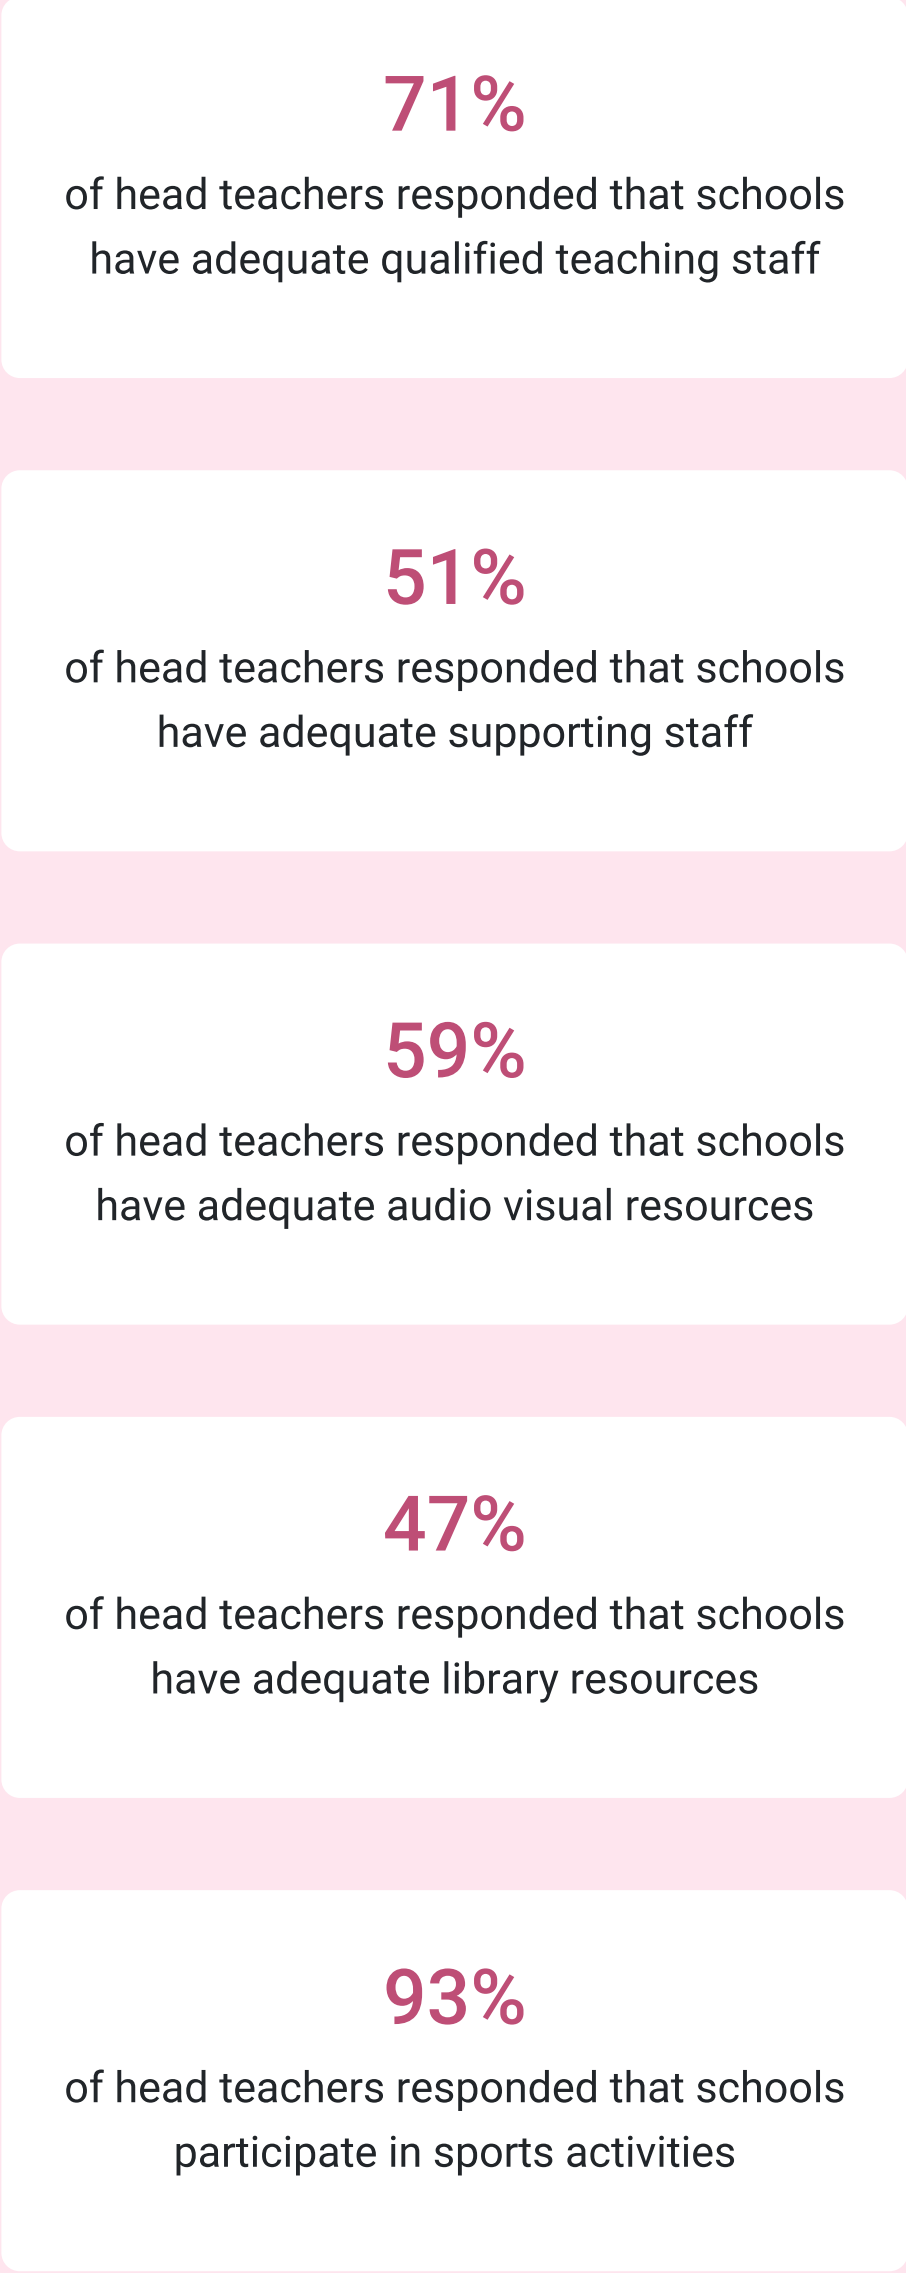 71%
of head teachers responded that schools
have adequate qualified teaching staff
51%
of head teachers responded that schools
have adequate supporting staff
59%
of head teachers responded that schools
have adequate audio visual resources
47%
of head teachers responded that schools
have adequate library resources
93%
of head teachers responded that schools
participate in sports activities